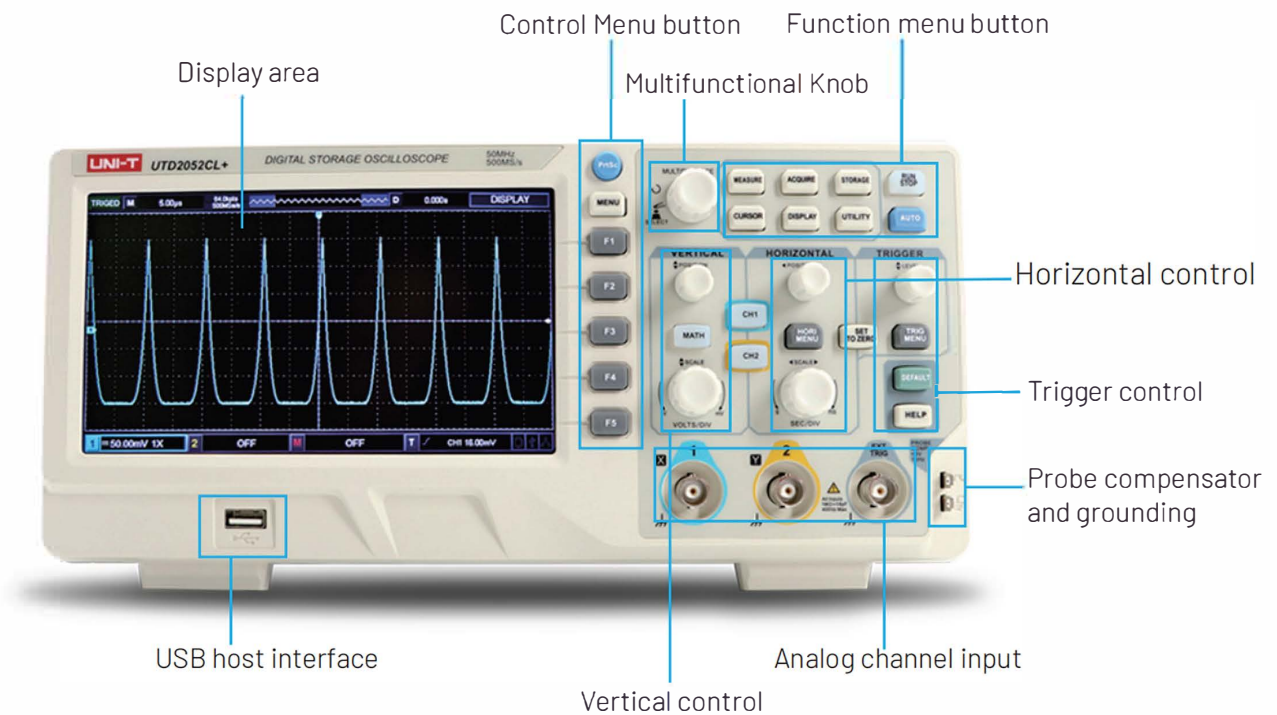 Control Menu button
Function menu button
Display area
Multifunctional Knob
UNI-T UTD2052CL+ DIGITAL STORAGE OSCILLOSCOPE 50MHz
500MS/s
PrtSc
MENU
F1
F2
F3
F4
F5
TRIGED M 5.00μs D 0.000s DISPLAY
1 50.00mV 1X 2 OFF M OFF T CH1 16.00mV
SELECT
MEASURE ACQUIRE STORAGE RUN
STOP
CURSOR DISPLAY UTILITY AUTO
VERTICAL HORIZONTAL TRIGGER
Horizontal control
CH1
MATH HORI
MENU SET
TO ZERO TRIG
MENU
CH2
SCALE SCALE
DEFAULT
HELP
VOLTS/DIV SEC/DIV
Trigger control
X 1 Y 2 EXT
TRIG
Probe compensator
and grounding
USB host interface
Analog channel input
Vertical control